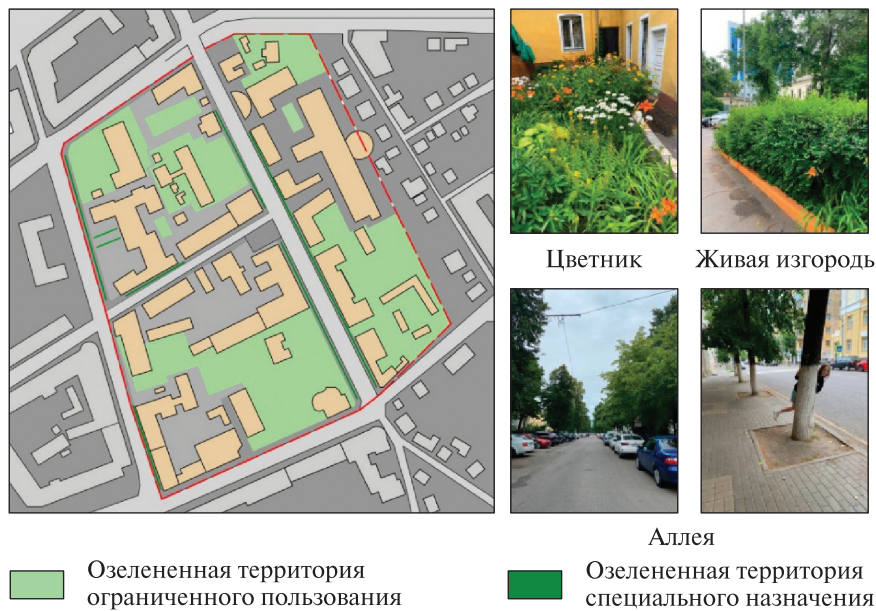 Цветник
Живая изгородь
Аллея
Озелененная территория
ограниченного пользования
Озелененная территория
специального назначения